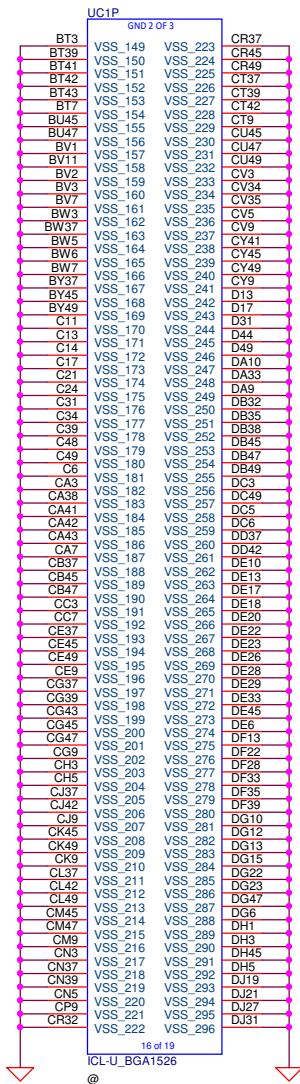 UC1P
GND 2 OF 3
BT3 VSS_149 VSS_223 CR37
BT39 VSS_150 VSS_224 CR45
BT41 VSS_151 VSS_225 CR49
BT42 VSS_152 VSS_226 CT37
BT43 VSS_153 VSS_227 CT39
BT7 VSS_154 VSS_228 CT42
BU45 VSS_155 VSS_229 CT9
BU47 VSS_156 VSS_230 CU45
BV1 VSS_157 VSS_231 CU47
BV11 VSS_158 VSS_232 CU49
BV2 VSS_159 VSS_233 CV3
BV3 VSS_160 VSS_234 CV34
BV7 VSS_161 VSS_235 CV35
BW3 VSS_162 VSS_236 CV5
BW37 VSS_163 VSS_237 CV9
BW5 VSS_164 VSS_238 CY41
BW6 VSS_165 VSS_239 CY45
BW7 VSS_166 VSS_240 CY49
BY37 VSS_167 VSS_241 CY9
BY45 VSS_168 VSS_242 D13
BY49 VSS_169 VSS_243 D17
C11 VSS_170 VSS_244 D31
C13 VSS_171 VSS_245 D44
C14 VSS_172 VSS_246 D49
C17 VSS_173 VSS_247 DA10
C21 VSS_174 VSS_248 DA33
C24 VSS_175 VSS_249 DA9
C31 VSS_176 VSS_250 DB32
C34 VSS_177 VSS_251 DB35
C39 VSS_178 VSS_252 DB38
C48 VSS_179 VSS_253 DB45
C49 VSS_180 VSS_254 DB47
C6 VSS_181 VSS_255 DB49
CA3 VSS_182 VSS_256 DC3
CA38 VSS_183 VSS_257 DC49
CA41 VSS_184 VSS_258 DC5
CA42 VSS_185 VSS_259 DC6
CA43 VSS_186 VSS_260 DD37
CA7 VSS_187 VSS_261 DD42
CB37 VSS_188 VSS_262 DE10
CB45 VSS_189 VSS_263 DE13
CB47 VSS_190 VSS_264 DE17
CC3 VSS_191 VSS_265 DE18
CC7 VSS_192 VSS_266 DE20
CE37 VSS_193 VSS_267 DE22
CE45 VSS_194 VSS_268 DE23
CE49 VSS_195 VSS_269 DE26
CE9 VSS_196 VSS_270 DE28
CG37 VSS_197 VSS_271 DE29
CG39 VSS_198 VSS_272 DE33
CG43 VSS_199 VSS_273 DE45
CG45 VSS_200 VSS_274 DE6
CG47 VSS_201 VSS_275 DF13
CG9 VSS_202 VSS_276 DF22
CH3 VSS_203 VSS_277 DF28
CH5 VSS_204 VSS_278 DF33
CJ37 VSS_205 VSS_279 DF35
CJ42 VSS_206 VSS_280 DF39
CJ9 VSS_207 VSS_281 DG10
CK45 VSS_208 VSS_282 DG12
CK49 VSS_209 VSS_283 DG13
CK9 VSS_210 VSS_284 DG15
CL37 VSS_211 VSS_285 DG22
CL42 VSS_212 VSS_286 DG23
CL49 VSS_213 VSS_287 DG47
CM45 VSS_214 VSS_288 DG6
CM47 VSS_215 VSS_289 DH1
CM9 VSS_216 VSS_290 DH3
CN3 VSS_217 VSS_291 DH45
CN37 VSS_218 VSS_292 DH5
CN39 VSS_219 VSS_293 DJ19
CN5 VSS_220 VSS_294 DJ21
CP9 VSS_221 VSS_295 DJ27
CR32 VSS_222 VSS_296 DJ31
16 of 19
ICL-U_BGA1526
@